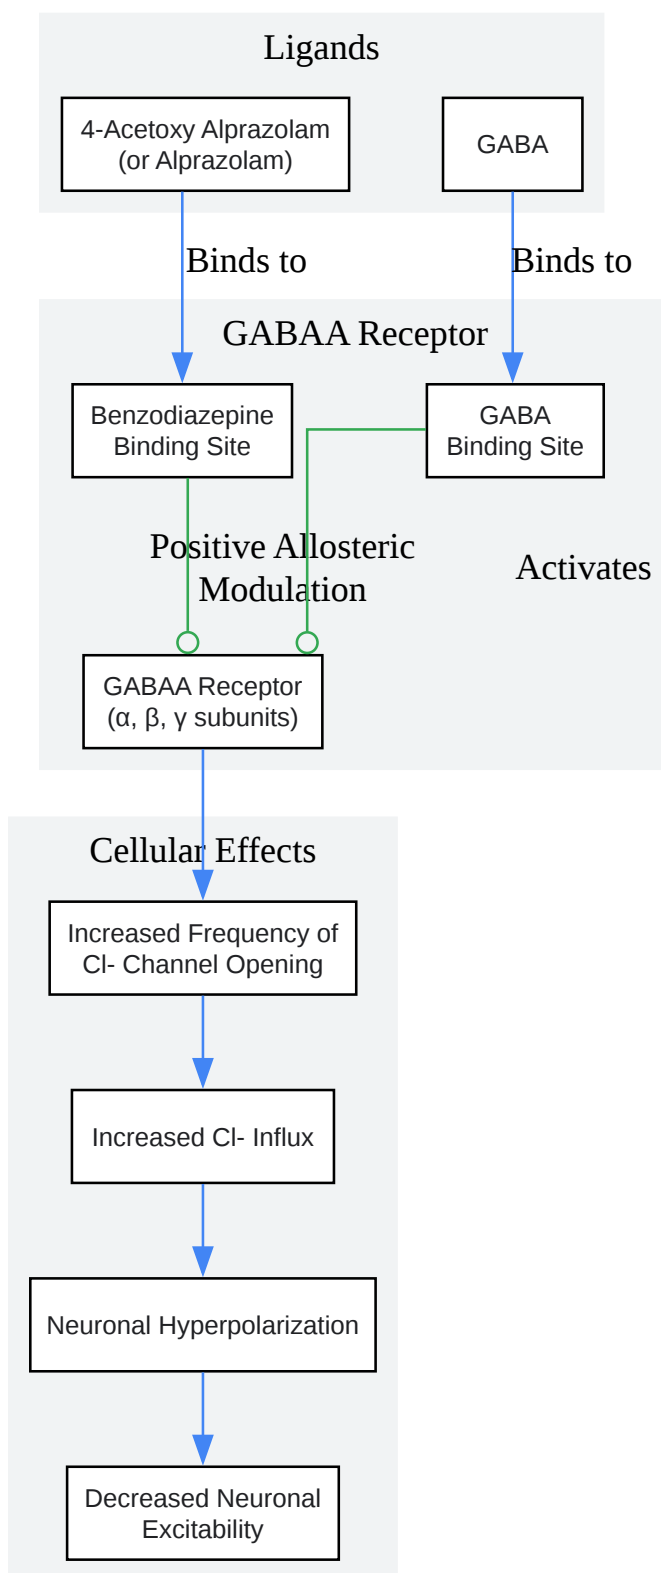 Ligands
4-Acetoxy Alprazolam
(or Alprazolam)
GABA
Binds to
Binds to
GABAA Receptor
Benzodiazepine
Binding Site
GABA
Binding Site
Positive Allosteric
Modulation
Activates
GABAA Receptor
(α, β, γ subunits)
Cellular Effects
Increased Frequency of
Cl- Channel Opening
Increased Cl- Influx
Neuronal Hyperpolarization
Decreased Neuronal
Excitability